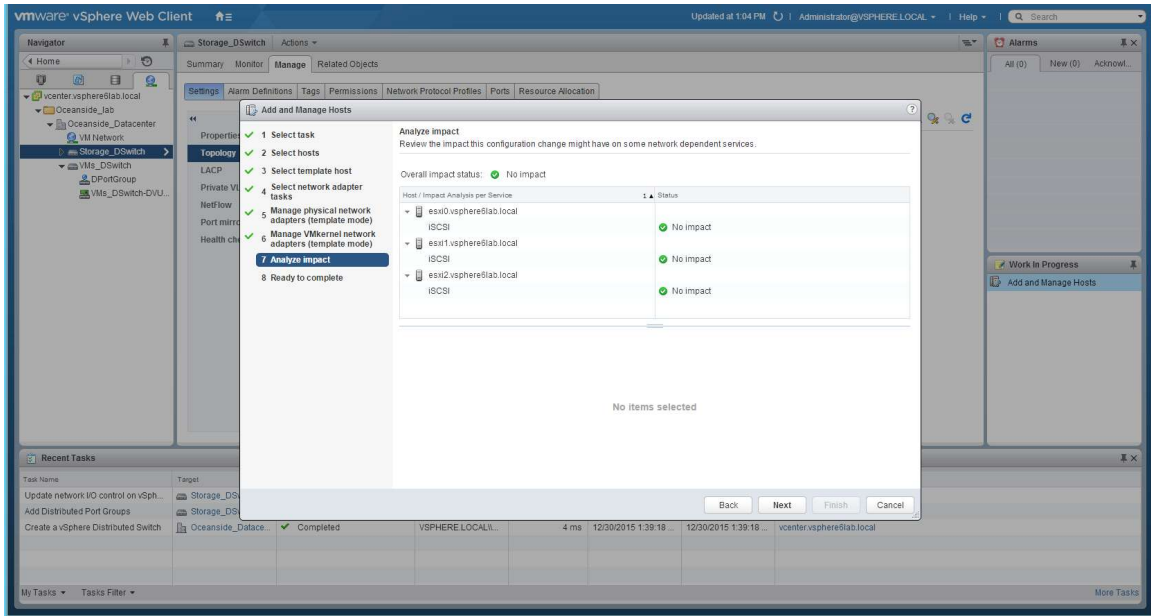 vmware® vSphere Web Client
Updated at 1:04 PM | Administrator@VSPHERE.LOCAL | Help | Search
Navigator
Home
vcenter.vsphere6lab.local
Oceanside_lab
Oceanside_Datacenter
VM Network
Storage_DSwitch
VMs_DSwitch
DPortGroup
VMs_DSwitch-DVU...
Storage_DSwitch Actions
Summary Monitor Manage Related Objects
Settings Alarm Definitions Tags Permissions Network Protocol Profiles Ports Resource Allocation
Properties
Topology
LACP
Private VL
NetFlow
Port mirro
Health che
Add and Manage Hosts
1 Select task
2 Select hosts
3 Select template host
4 Select network adapter
tasks
5 Manage physical network
adapters (template mode)
6 Manage VMkernel network
adapters (template mode)
7 Analyze impact
8 Ready to complete
Analyze impact
Review the impact this configuration change might have on some network dependent services.
Overall impact status: No impact
Host / Impact Analysis per Service 1 ▲ Status
esxi0.vsphere6lab.local
iSCSI No impact
esxi1.vsphere6lab.local
iSCSI No impact
esxi2.vsphere6lab.local
iSCSI No impact
No items selected
Back Next Finish Cancel
Alarms
All (0) New (0) Acknowl...
Work In Progress
Add and Manage Hosts
Recent Tasks
Task Name Target
Update network I/O control on vSph... Storage_DS
Add Distributed Port Groups Storage_DS
Create a vSphere Distributed Switch Oceanside_Datace... Completed VSPHERE.LOCAL\... 4 ms 12/30/2015 1:39:18 ... 12/30/2015 1:39:18 ... vcenter.vsphere6lab.local
My Tasks Tasks Filter More Tasks